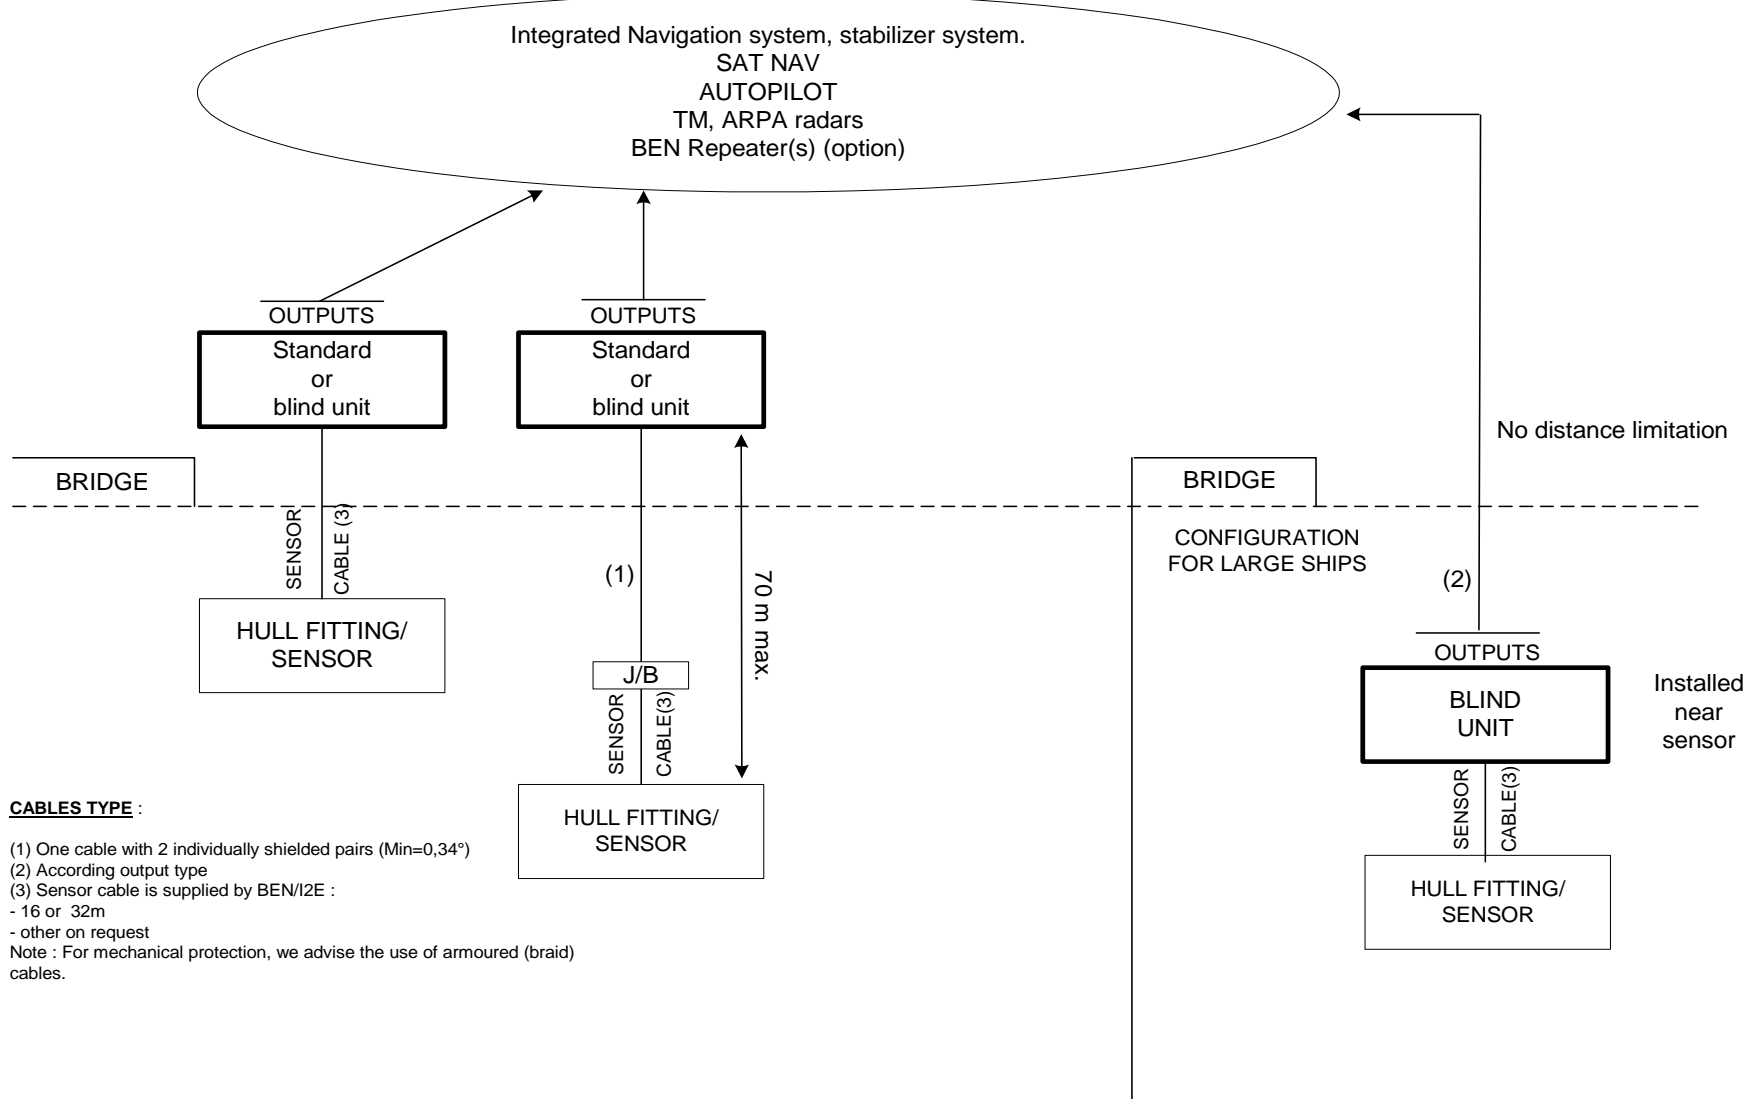 Integrated Navigation system, stabilizer system.
SAT NAV
AUTOPILOT
TM, ARPA radars
BEN Repeater(s) (option)
OUTPUTS
Standard
or
blind unit
OUTPUTS
Standard
or
blind unit
No distance limitation
BRIDGE
BRIDGE
SENSOR
CABLE (3)
HULL FITTING/
SENSOR
(1)
70 m max.
J/B
SENSOR
CABLE(3)
HULL FITTING/
SENSOR
CONFIGURATION
FOR LARGE SHIPS
(2)
OUTPUTS
BLIND
UNIT
Installed
near
sensor
SENSOR
CABLE(3)
HULL FITTING/
SENSOR
CABLES TYPE :
(1) One cable with 2 individually shielded pairs (Min=0,34°)
(2) According output type
(3) Sensor cable is supplied by BEN/I2E :
- 16 or 32m
- other on request
Note : For mechanical protection, we advise the use of armoured (braid)
cables.